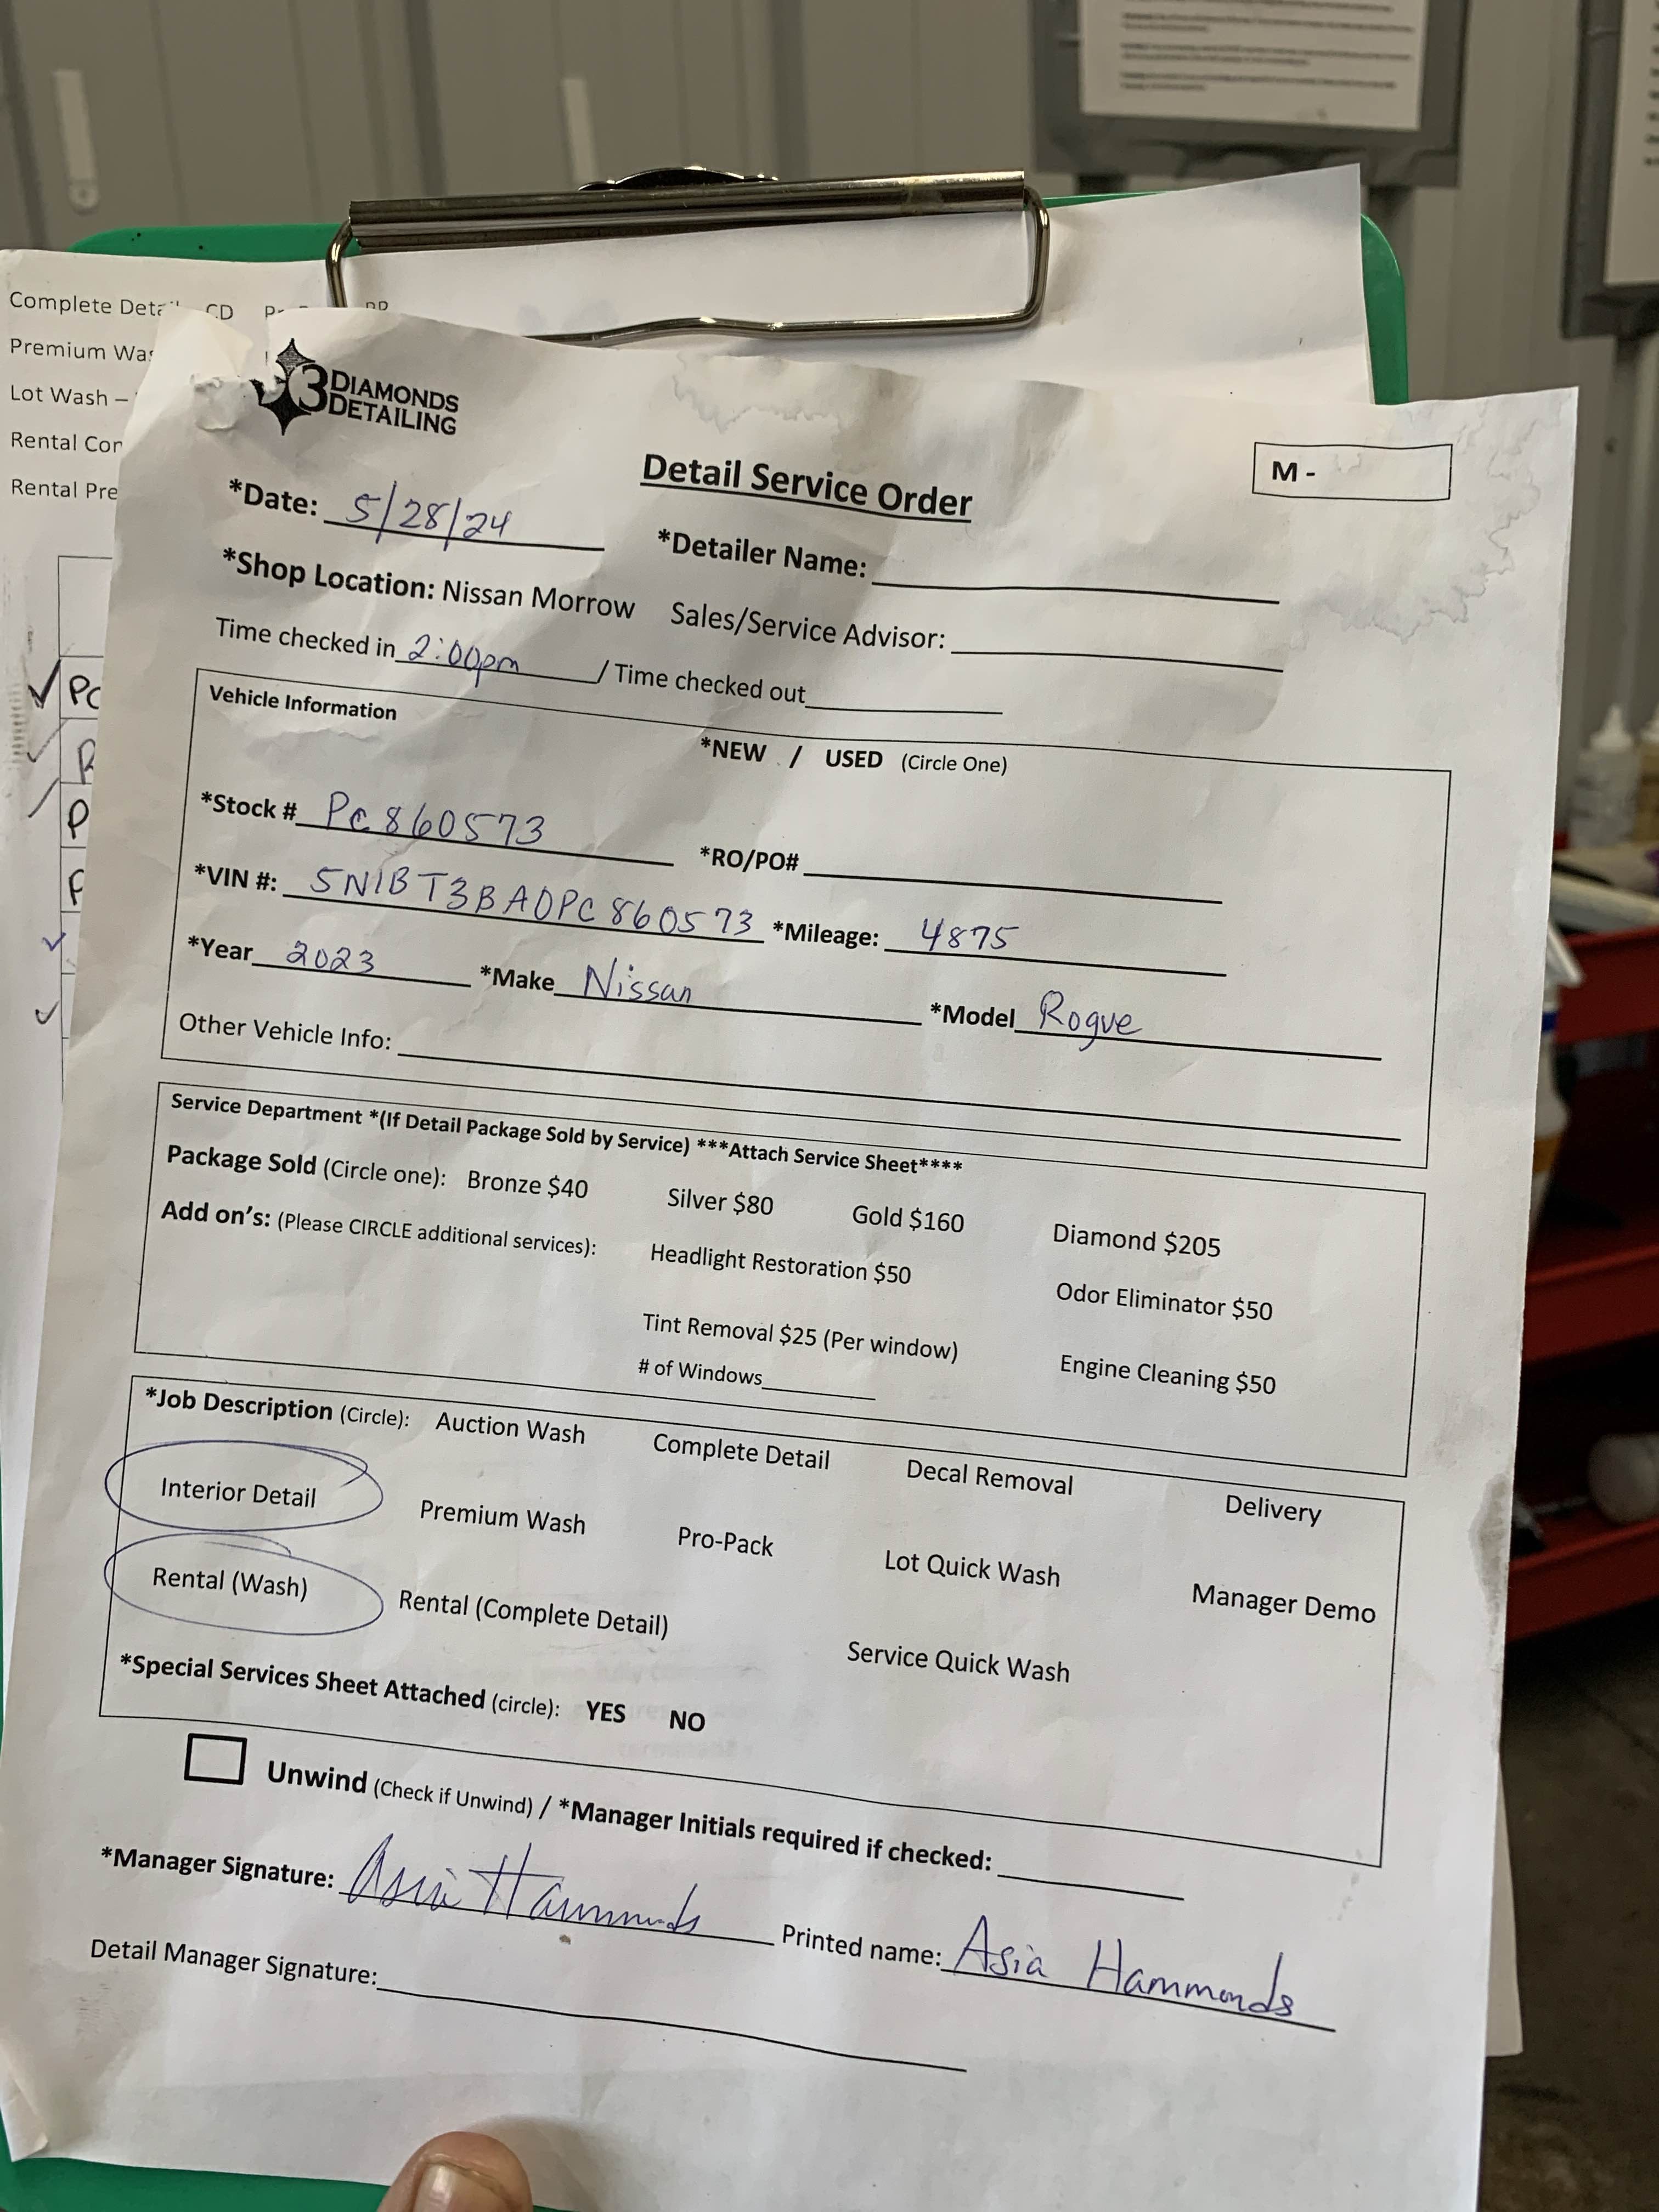 Complete Deta CD
Premium Was
Lot Wash –
Rental Con
Rental Pre
3 DIAMONDS
DETAILING
Detail Service Order
M -
*Date: 5/28/24
*Detailer Name:
*Shop Location: Nissan Morrow Sales/Service Advisor:
Time checked in 2:00pm / Time checked out
Vehicle Information
*NEW / USED (Circle One)
*Stock # Pc860573 *RO/PO#
*VIN #: 5N1BT3BA0PC860573 *Mileage: 4875
*Year 2023 *Make Nissan *Model Rogue
Other Vehicle Info:
Service Department *(If Detail Package Sold by Service) ***Attach Service Sheet****
Package Sold (Circle one): Bronze $40 Silver $80 Gold $160 Diamond $205
Add on's: (Please CIRCLE additional services): Headlight Restoration $50 Odor Eliminator $50
Tint Removal $25 (Per window) Engine Cleaning $50
# of Windows
*Job Description (Circle): Auction Wash Complete Detail Decal Removal Delivery
Interior Detail Premium Wash Pro-Pack Lot Quick Wash Manager Demo
Rental (Wash) Rental (Complete Detail) Service Quick Wash
*Special Services Sheet Attached (circle): YES NO
Unwind (Check if Unwind) / *Manager Initials required if checked:
*Manager Signature: Asia Hammonds Printed name: Asia Hammonds
Detail Manager Signature: